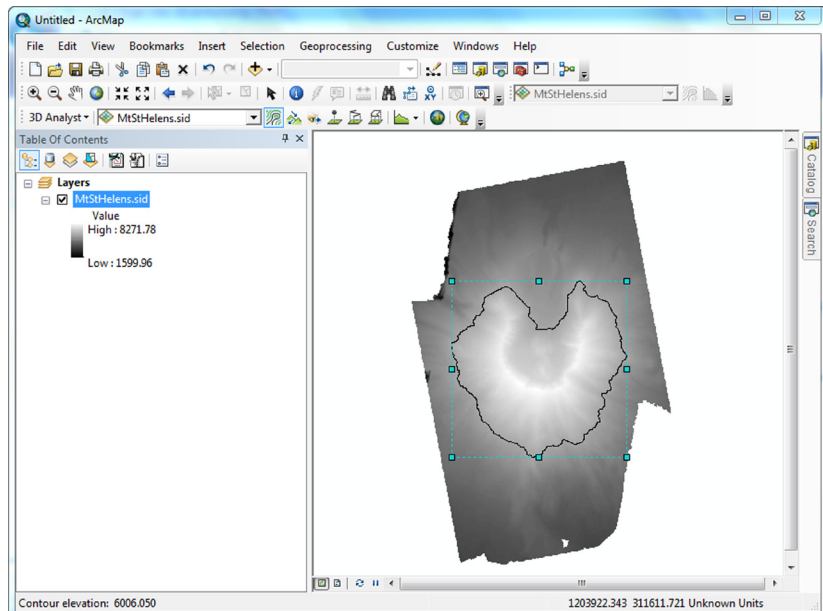 Untitled - ArcMap
File Edit View Bookmarks Insert Selection Geoprocessing Customize Windows Help
MtStHelens.sid
3D Analyst MtStHelens.sid
Table Of Contents
Layers
MtStHelens.sid
Value
High : 8271.78
Low : 1599.96
Catalog
Search
Contour elevation: 6006.050
1203922.343 311611.721 Unknown Units